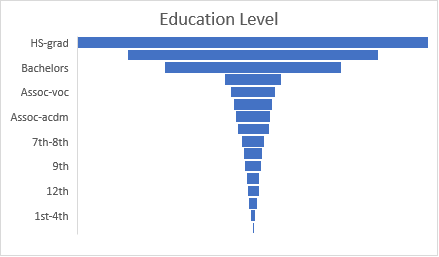 Education Level
HS-grad
Bachelors
Assoc-voc
Assoc-acdm
7th-8th
9th
12th
1st-4th